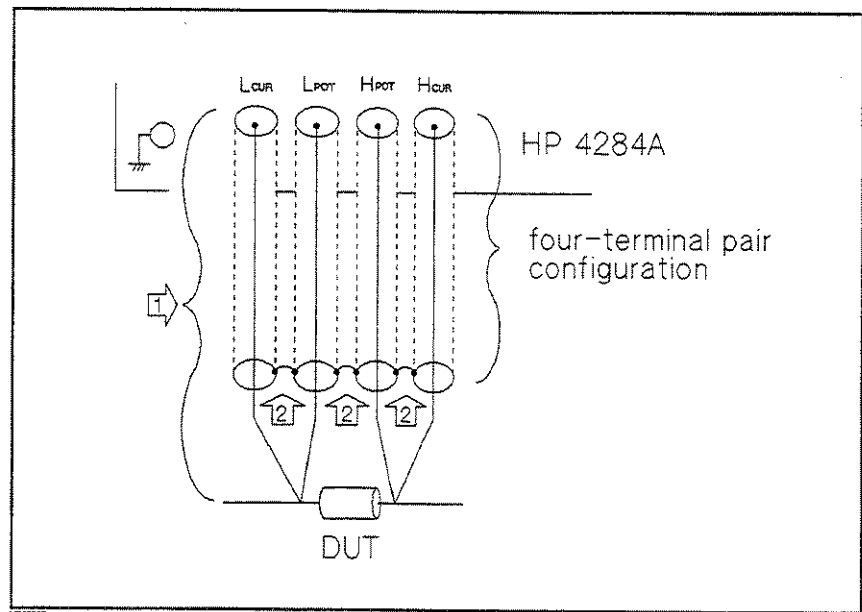 LCUR LPOT HPOT HCUR
HP 4284A
four-terminal pair
configuration
1
2 2 2
DUT